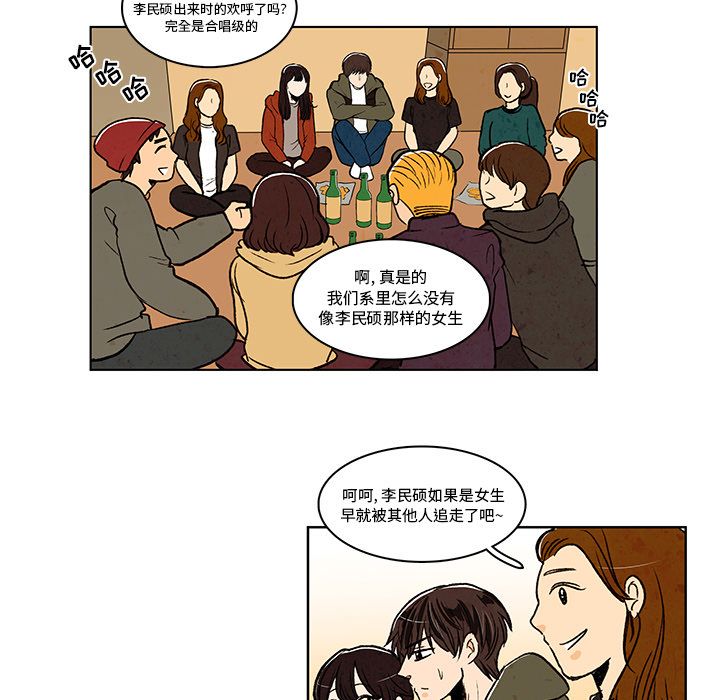 李民硕出来时的欢呼了吗?
完全是合唱级的
哈
哈
哈
哈
哈
哈
啊, 真是的
我们系里怎么没有
像李民硕那样的女生
呵呵, 李民硕如果是女生
早就被其他人追走了吧~